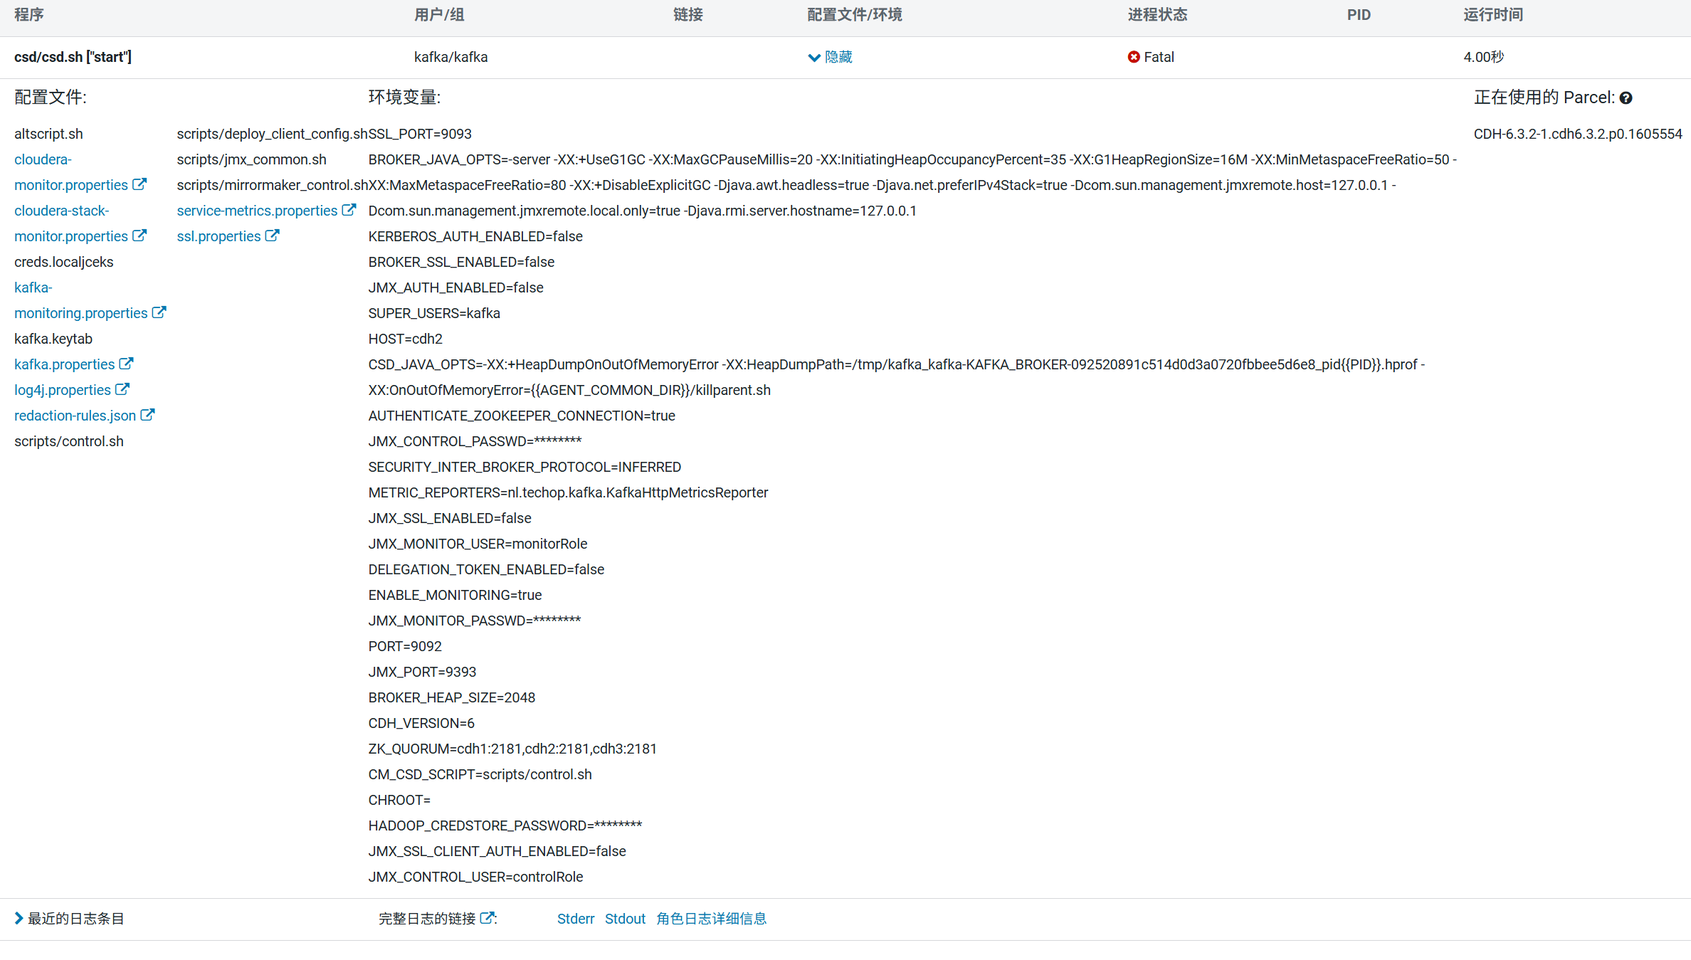 程序 用户/组 链接 配置文件/环境 进程状态 PID 运行时间
csd/csd.sh ["start"] kafka/kafka 隐藏 Fatal 4.00秒
配置文件:
altscript.sh
cloudera-
monitor.properties
cloudera-stack-
monitor.properties
creds.localjceks
kafka-
monitoring.properties
kafka.keytab
kafka.properties
log4j.properties
redaction-rules.json
scripts/control.sh
scripts/deploy_client_config.sh
scripts/jmx_common.sh
scripts/mirrormaker_control.sh
service-metrics.properties
ssl.properties
环境变量:
SSL_PORT=9093
BROKER_JAVA_OPTS=-server -XX:+UseG1GC -XX:MaxGCPauseMillis=20 -XX:InitiatingHeapOccupancyPercent=35 -XX:G1HeapRegionSize=16M -XX:MinMetaspaceFreeRatio=50 -
XX:MaxMetaspaceFreeRatio=80 -XX:+DisableExplicitGC -Djava.awt.headless=true -Djava.net.preferIPv4Stack=true -Dcom.sun.management.jmxremote.host=127.0.0.1 -
Dcom.sun.management.jmxremote.local.only=true -Djava.rmi.server.hostname=127.0.0.1
KERBEROS_AUTH_ENABLED=false
BROKER_SSL_ENABLED=false
JMX_AUTH_ENABLED=false
SUPER_USERS=kafka
HOST=cdh2
CSD_JAVA_OPTS=-XX:+HeapDumpOnOutOfMemoryError -XX:HeapDumpPath=/tmp/kafka_kafka-KAFKA_BROKER-092520891c514d0d3a0720fbbee5d6e8_pid{{PID}}.hprof -
XX:OnOutOfMemoryError={{AGENT_COMMON_DIR}}/killparent.sh
AUTHENTICATE_ZOOKEEPER_CONNECTION=true
JMX_CONTROL_PASSWD=********
SECURITY_INTER_BROKER_PROTOCOL=INFERRED
METRIC_REPORTERS=nl.techop.kafka.KafkaHttpMetricsReporter
JMX_SSL_ENABLED=false
JMX_MONITOR_USER=monitorRole
DELEGATION_TOKEN_ENABLED=false
ENABLE_MONITORING=true
JMX_MONITOR_PASSWD=********
PORT=9092
JMX_PORT=9393
BROKER_HEAP_SIZE=2048
CDH_VERSION=6
ZK_QUORUM=cdh1:2181,cdh2:2181,cdh3:2181
CM_CSD_SCRIPT=scripts/control.sh
CHROOT=
HADOOP_CREDSTORE_PASSWORD=********
JMX_SSL_CLIENT_AUTH_ENABLED=false
JMX_CONTROL_USER=controlRole
正在使用的 Parcel:
CDH-6.3.2-1.cdh6.3.2.p0.1605554
最近的日志条目 完整日志的链接 : Stderr Stdout 角色日志详细信息